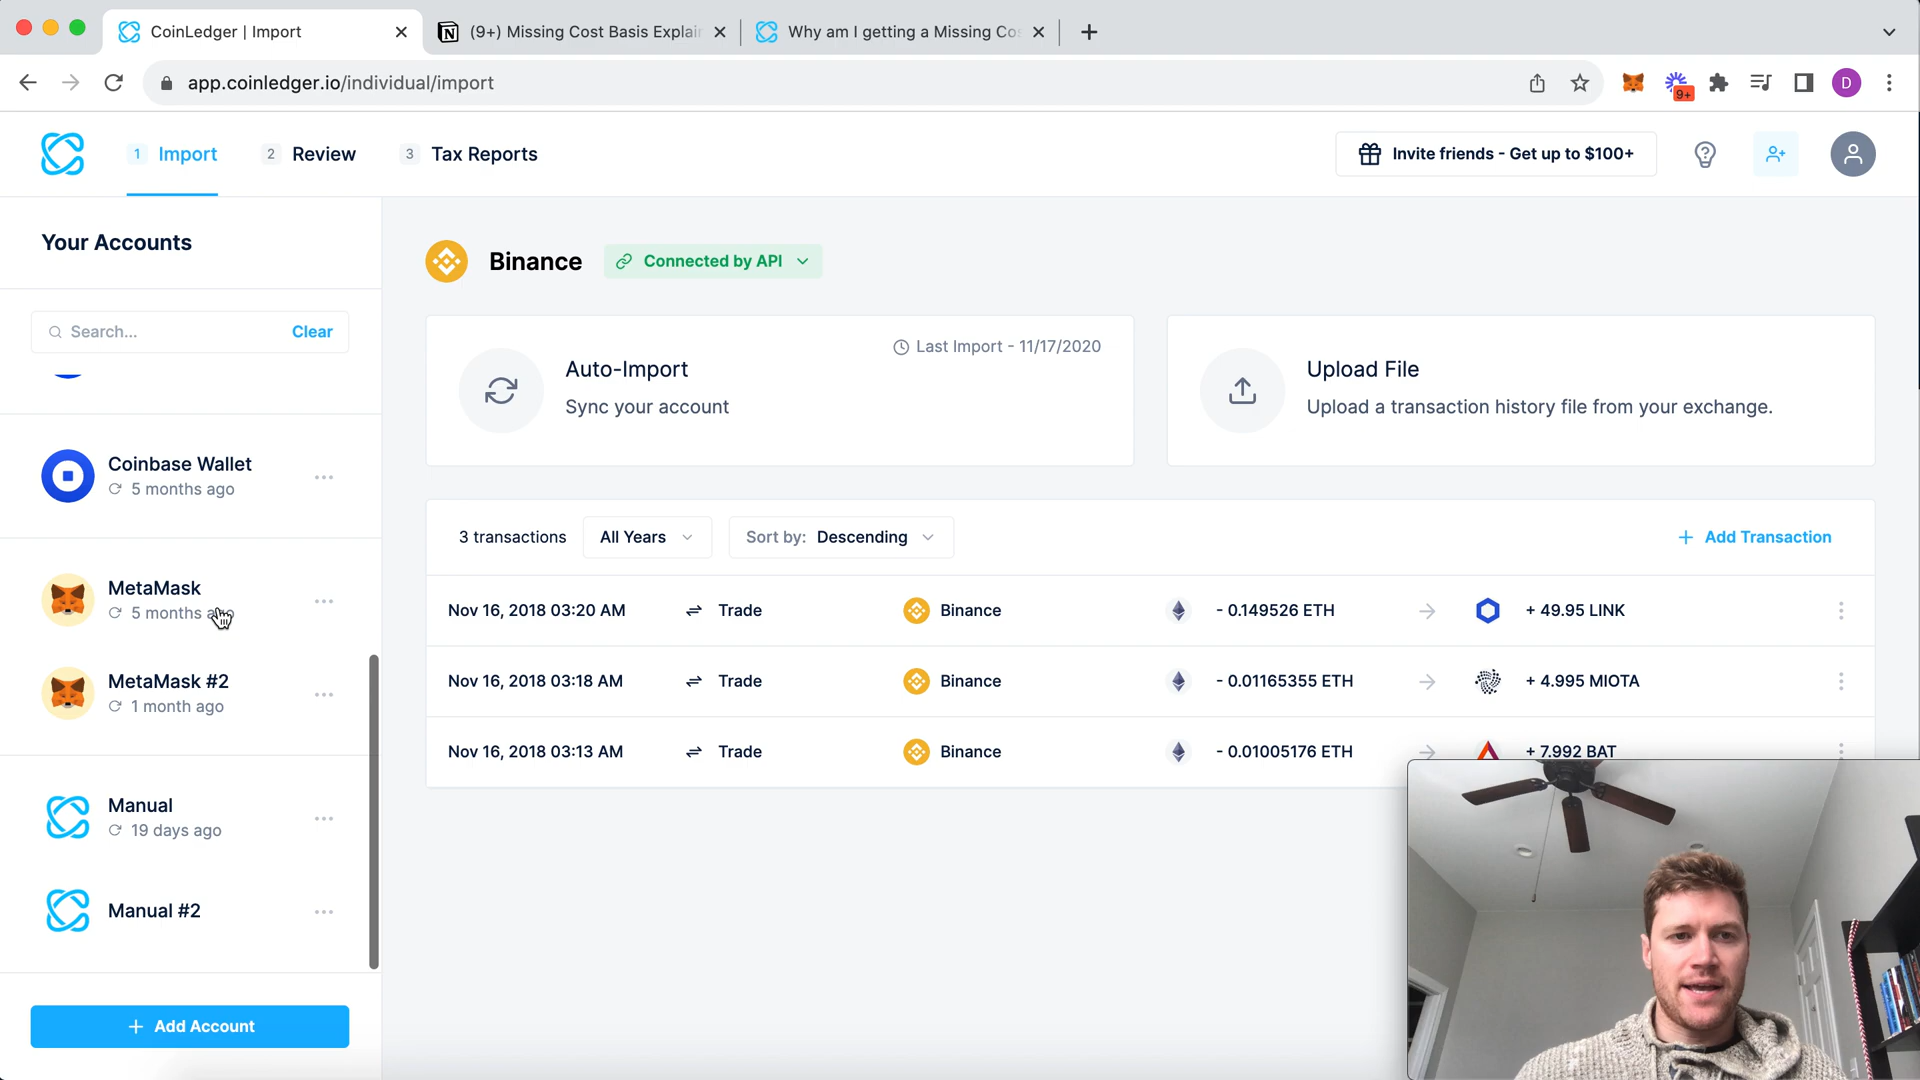 CoinLedger | Import
(9+) Missing Cost Basis Explai
Why am I getting a Missing Co
app.coinledger.io/individual/import
9+
D
1 Import
2 Review
3 Tax Reports
Invite friends - Get up to $100+
Your Accounts
Search...
Clear
Coinbase Wallet
5 months ago
MetaMask
5 months ago
MetaMask #2
1 month ago
Manual
19 days ago
Manual #2
+ Add Account
Binance
Connected by API
Last Import - 11/17/2020
Auto-Import
Sync your account
Upload File
Upload a transaction history file from your exchange.
3 transactions
All Years
Sort by: Descending
+ Add Transaction
Nov 16, 2018 03:20 AM Trade Binance - 0.149526 ETH + 49.95 LINK
Nov 16, 2018 03:18 AM Trade Binance - 0.01165355 ETH + 4.995 MIOTA
Nov 16, 2018 03:13 AM Trade Binance - 0.01005176 ETH + 7.992 BAT